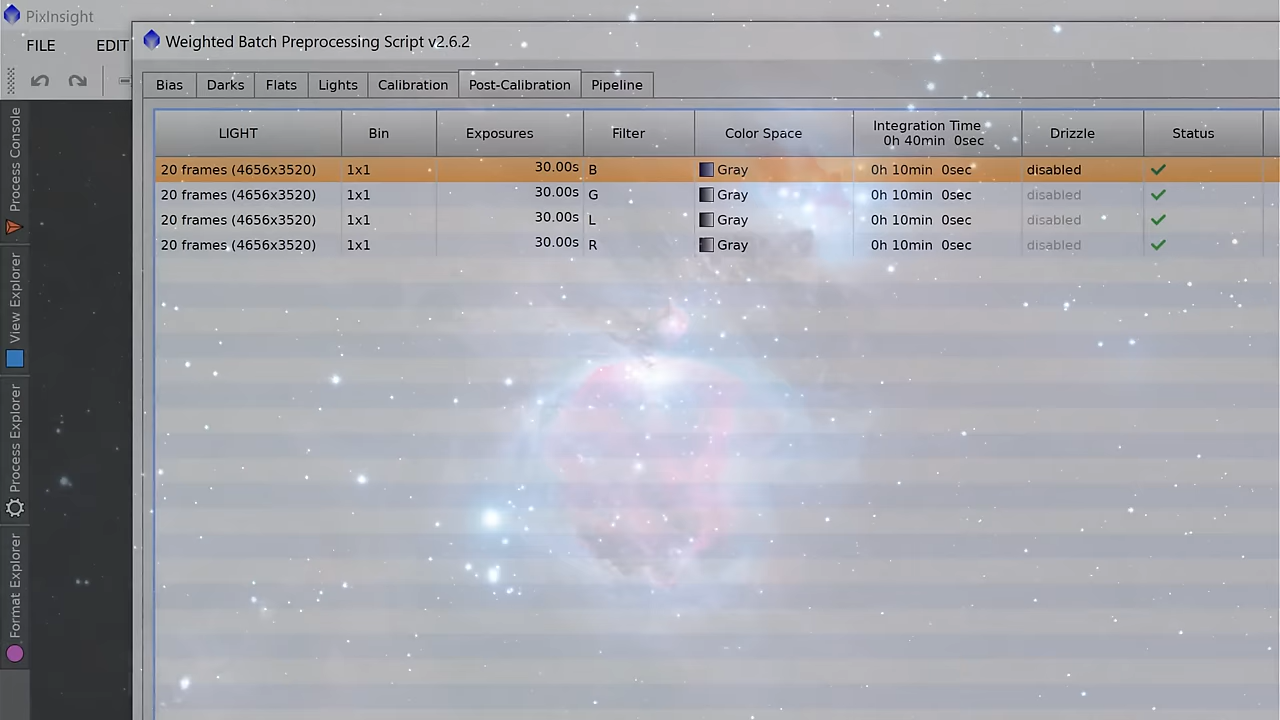 PixInsight
FILE EDIT
Weighted Batch Preprocessing Script v2.6.2
Bias Darks Flats Lights Calibration Post-Calibration Pipeline
Process Console
View Explorer
Process Explorer
Format Explorer
LIGHT Bin Exposures Filter Color Space Integration Time Drizzle Status
0h 40min 0sec
20 frames (4656x3520) 1x1 30.00s B Gray 0h 10min 0sec disabled
20 frames (4656x3520) 1x1 30.00s G Gray 0h 10min 0sec disabled
20 frames (4656x3520) 1x1 30.00s L Gray 0h 10min 0sec disabled
20 frames (4656x3520) 1x1 30.00s R Gray 0h 10min 0sec disabled